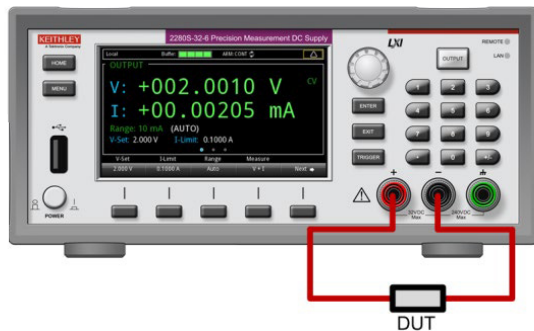 KEITHLEY
A Tektronix Company
2280S-32-6 Precision Measurement DC Supply
LXI
REMOTE
LAN
HOME
MENU
POWER
Local
Buffer:
ARM: CONT
OUTPUT
V: +002.0010 V
CV
I: +00.00205 mA
Range: 10 mA (AUTO)
V-Set: 2.000 V I-Limit: 0.1000 A
V-Set I-Limit Range Measure
2.000 V 0.1000 A Auto V + I Next
OUTPUT
ENTER
EXIT
TRIGGER
1 2 3
4 5 6
7 8 9
. 0 +/-
+ -
Max
240VDC
Max
DUT